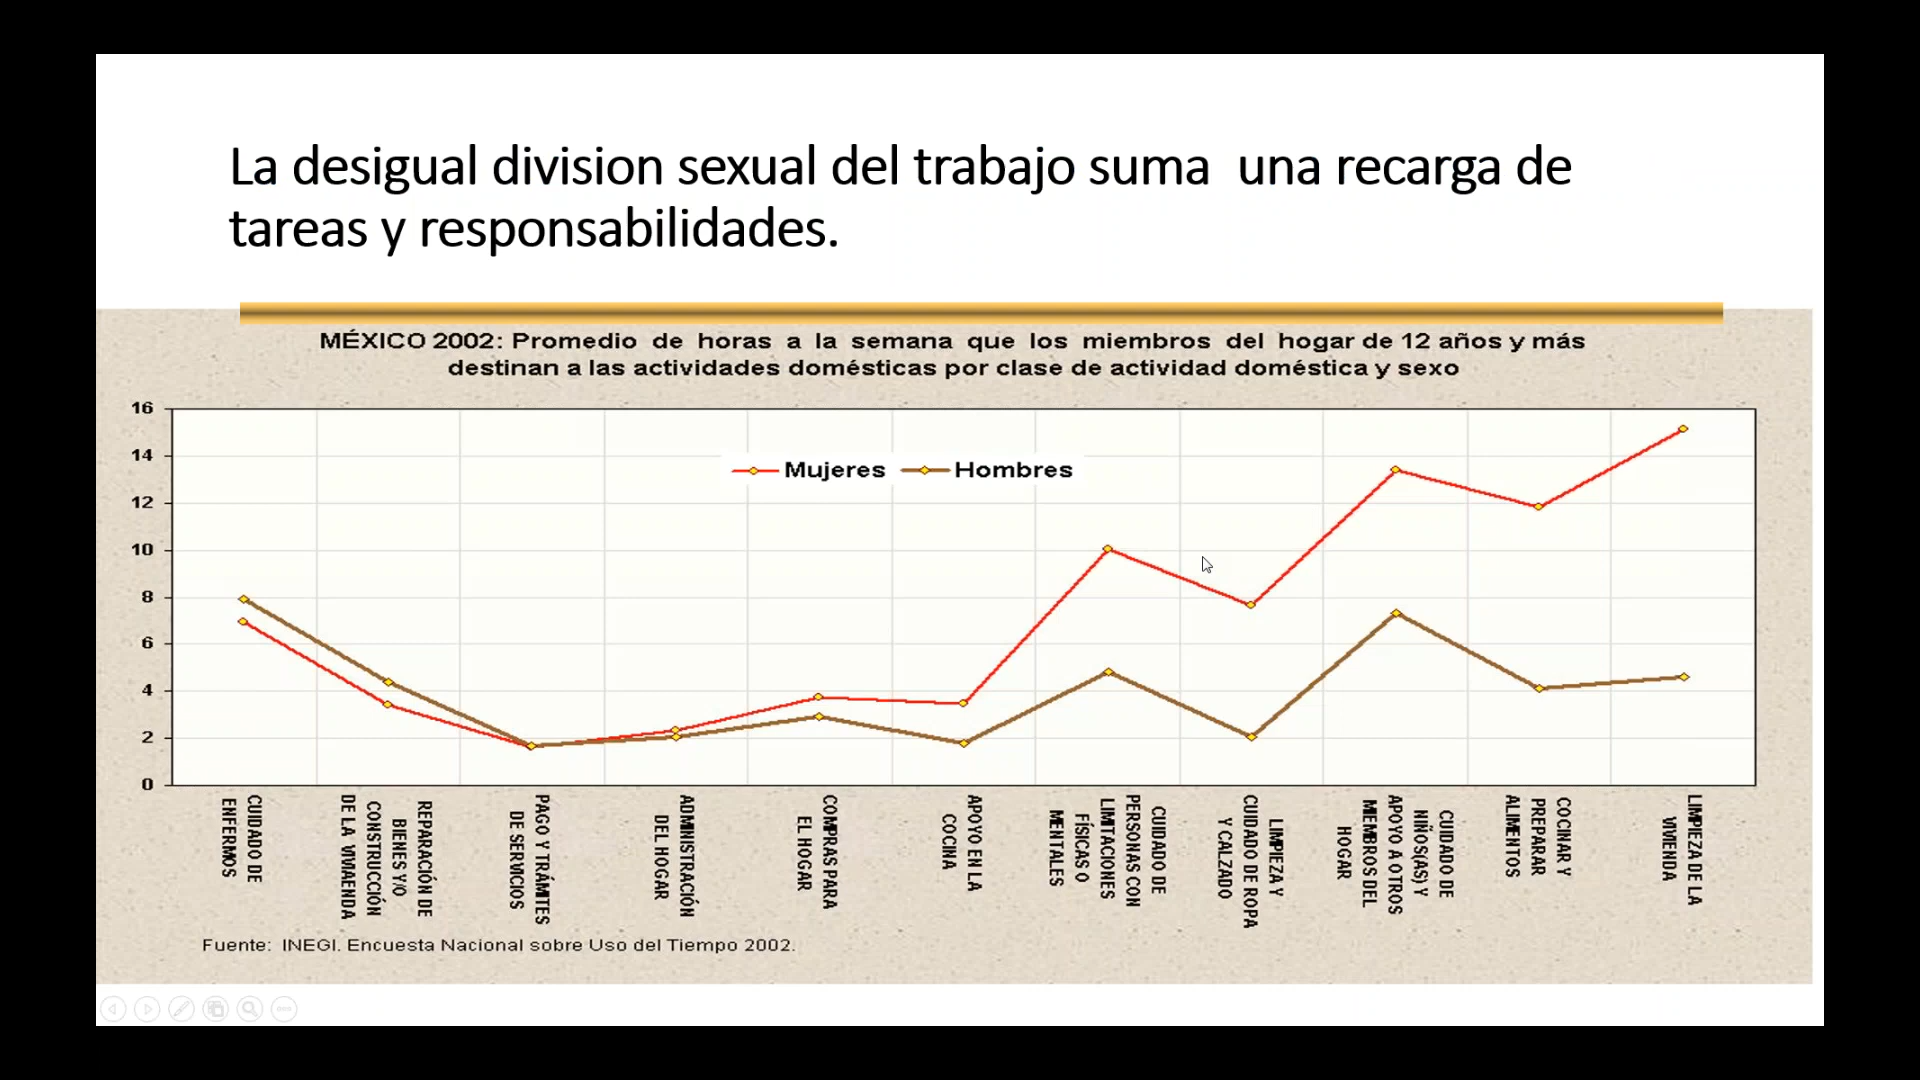 La desigual division sexual del trabajo suma una recarga de
tareas y responsabilidades.
MÉXICO 2002: Promedio de horas a la semana que los miembros del hogar de 12 años y más
destinan a las actividades domésticas por clase de actividad doméstica y sexo
16
14
12
10
8
6
4
2
0
Mujeres
Hombres
CUIDADO DE
ENFERMOS
REPARACIÓN DE
BIENES Y/O
CONSTRUCCIÓN
DE LA VIVIAENDA
PAGO Y TRÁMITES
DE SERVICIOS
ADMINISTRACIÓN
DEL HOGAR
COMPRAS PARA
EL HOGAR
APOYO EN LA
COCINA
CUIDADO DE
PERSONAS CON
LIMITACIONES
FÍSICAS O
MENTALES
LIMPIEZA Y
CUIDADO DE ROPA
Y CALZADO
CUIDADO DE
NIÑOS(AS) Y
APOYO A OTROS
MIEMBROS DEL
HOGAR
COCINAR Y
PREPARAR
ALIMENTOS
LIMPIEZA DE LA
VIVIENDA
Fuente: INEGI. Encuesta Nacional sobre Uso del Tiempo 2002.